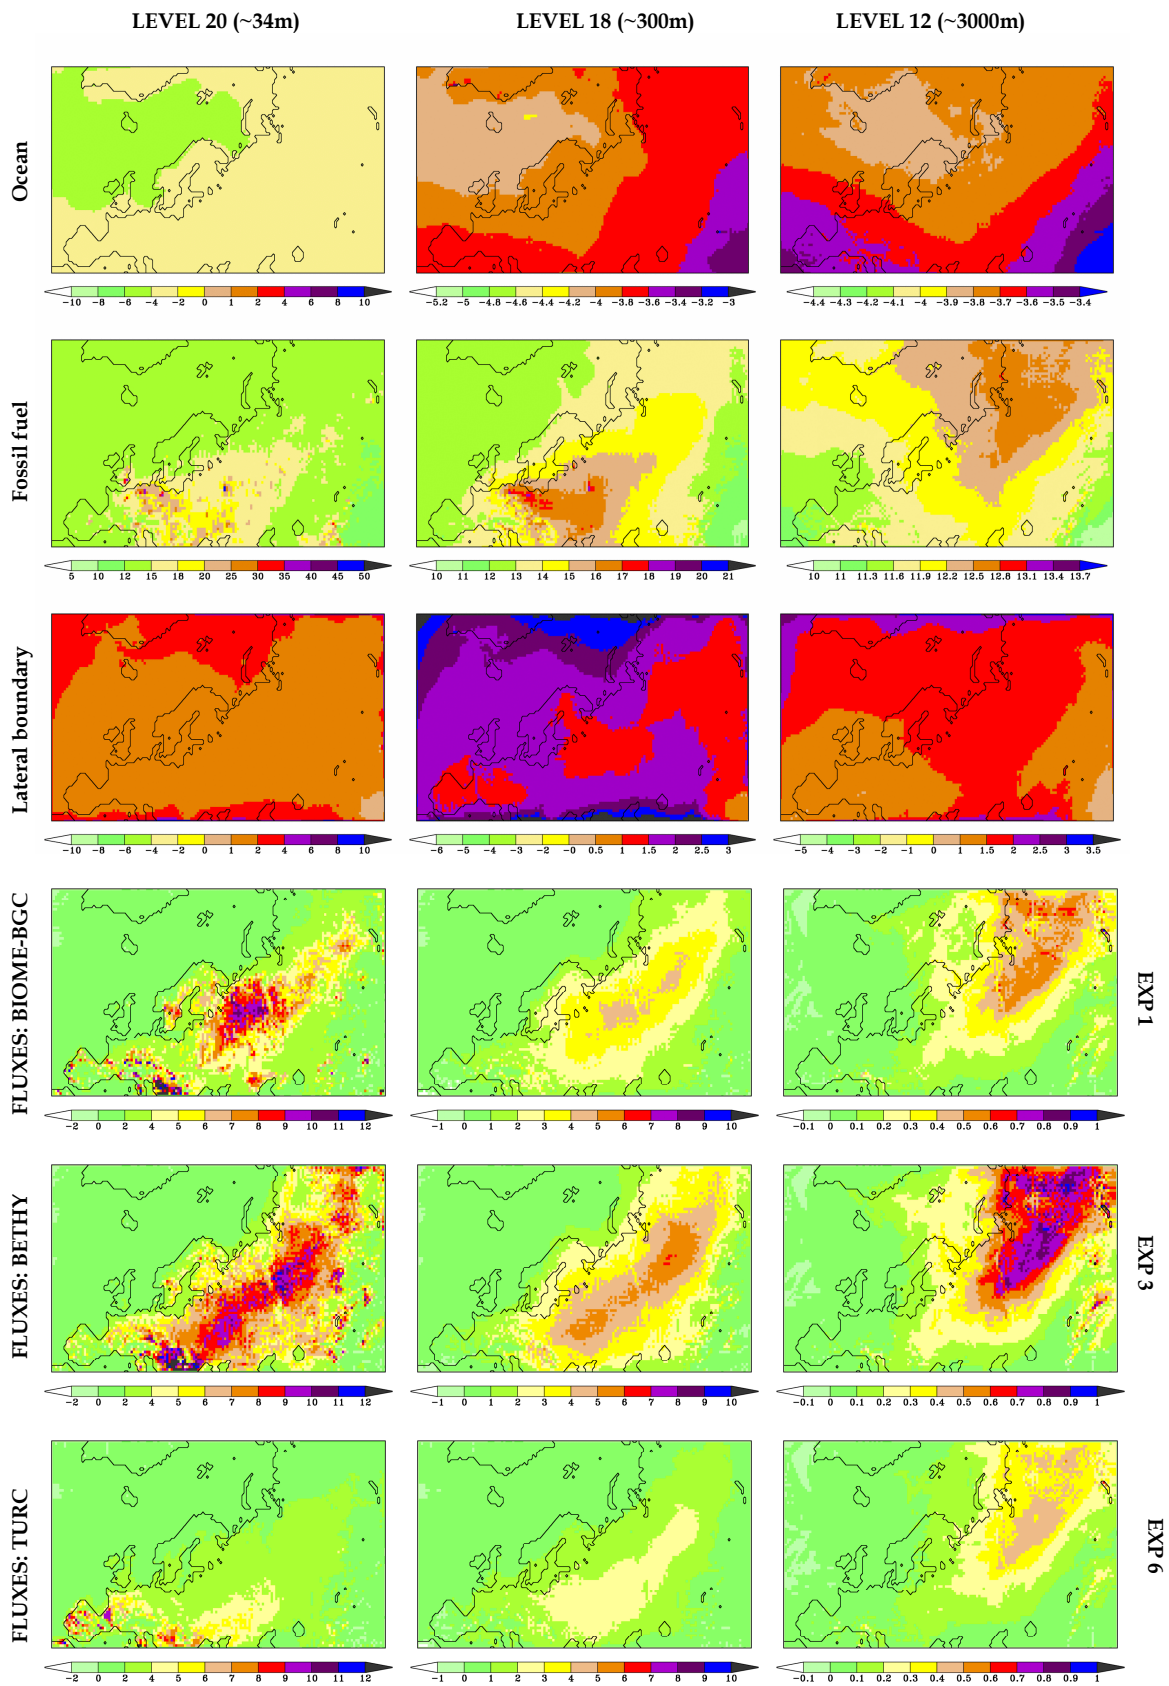 LEVEL 20 (~34m) LEVEL 18 (~300m) LEVEL 12 (~3000m)
Ocean
-10 -8 -6 -4 -2 0 1 2 4 6 8 10
-5.2 -5 -4.8 -4.6 -4.4 -4.2 -4 -3.8 -3.6 -3.4 -3.2 -3
-4.4 -4.3 -4.2 -4.1 -4 -3.9 -3.8 -3.7 -3.6 -3.5 -3.4
Fossil fuel
5 10 12 15 18 20 25 30 35 40 45 50
10 11 12 13 14 15 16 17 18 19 20 21
10 11 11.3 11.6 11.9 12.2 12.5 12.8 13.1 13.4 13.7
Lateral boundary
-10 -8 -6 -4 -2 0 1 2 4 6 8 10
-6 -5 -3 -2 -0 0.5 1 1.5 2 2.5 3
-5 -4 -2 -1 0 1 1.5 2 2.5 3 3.5
FLUXES: BIOME-BGC
EXP 1
-2 0 2 4 5 6 7 8 9 10 11 12
-1 0 1 2 3 4 5 6 7 8 9 10
-0.1 0 0.1 0.2 0.3 0.4 0.5 0.6 0.7 0.8 0.9 1
FLUXES: BETHY
EXP 3
-2 0 2 4 5 6 7 8 9 10 11 12
-1 0 1 2 3 4 5 6 7 8 9 10
-0.1 0 0.1 0.2 0.3 0.4 0.5 0.6 0.7 0.8 0.9 1
FLUXES: TURC
EXP 6
-2 0 2 4 5 6 7 8 9 10 11 12
-1 0 1 2 3 4 5 6 7 8 9 10
-0.1 0 0.1 0.2 0.3 0.4 0.5 0.6 0.7 0.8 0.9 1